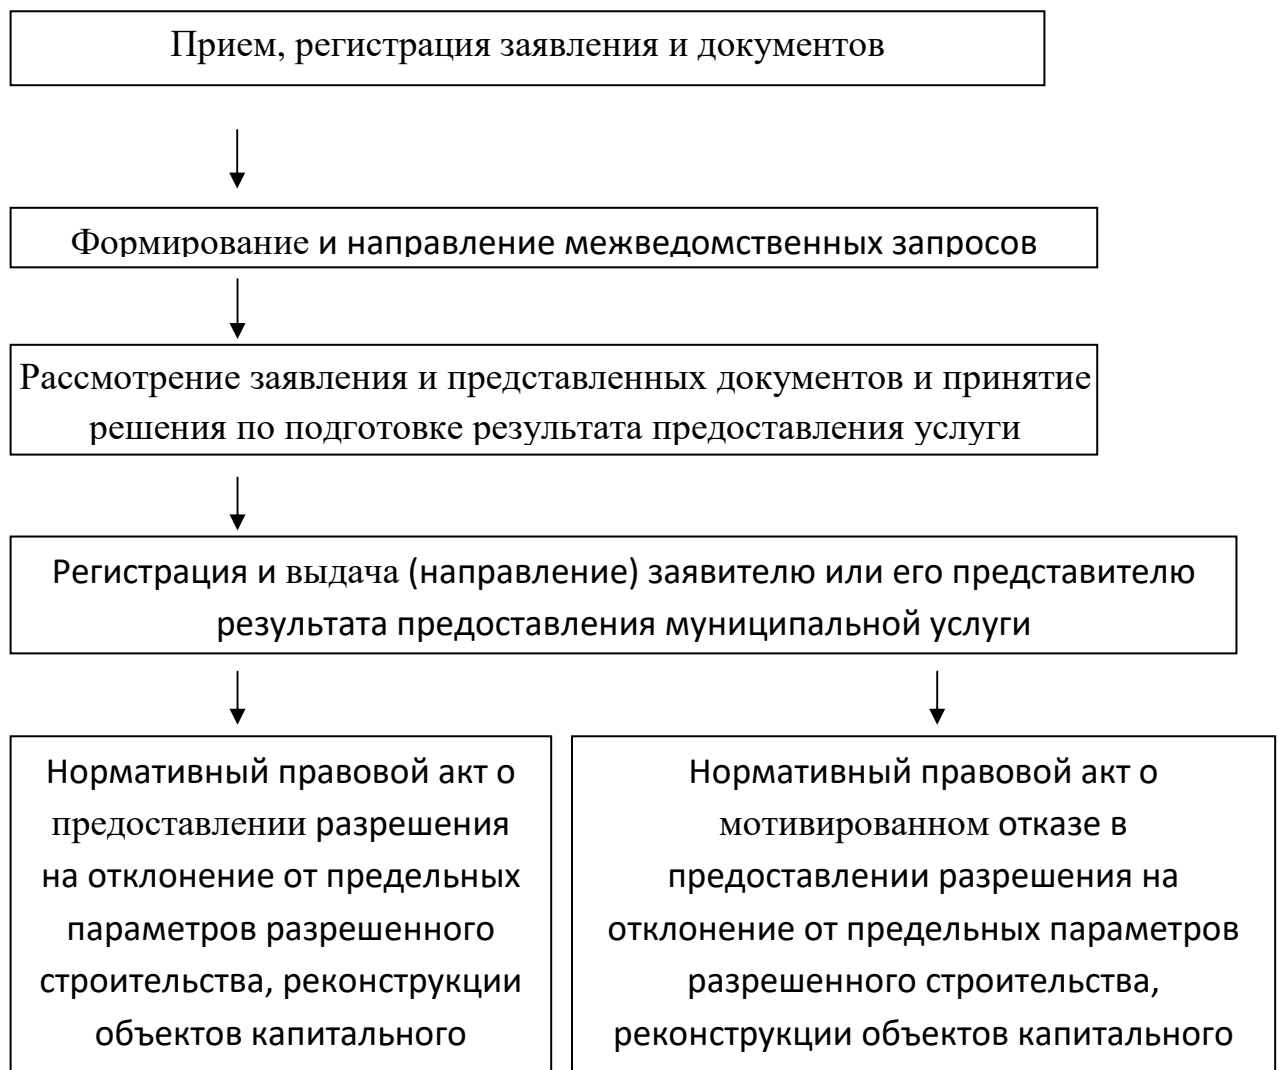 Прием, регистрация заявления и документов
Формирование и направление межведомственных запросов
Рассмотрение заявления и представленных документов и принятие
решения по подготовке результата предоставления услуги
Регистрация и выдача (направление) заявителю или его представителю
результата предоставления муниципальной услуги
Нормативный правовой акт о
предоставлении разрешения
на отклонение от предельных
параметров разрешенного
строительства, реконструкции
объектов капитального
Нормативный правовой акт о
мотивированном отказе в
предоставлении разрешения на
отклонение от предельных параметров
разрешенного строительства,
реконструкции объектов капитального